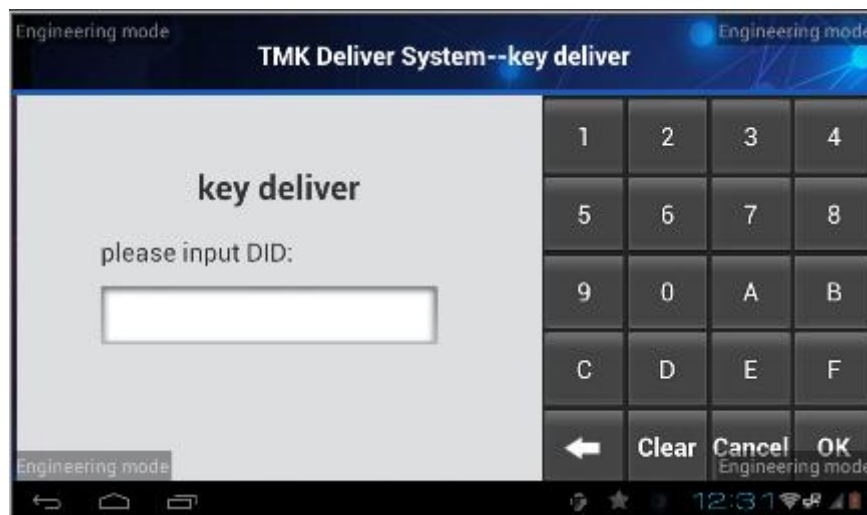 Engineering mode
Engineering mode
TMK Deliver System--key deliver
key deliver
please input DID:
1 2 3 4
5 6 7 8
9 0 A B
C D E F
Clear Cancel OK
Engineering mode
Engineering mode
12:31